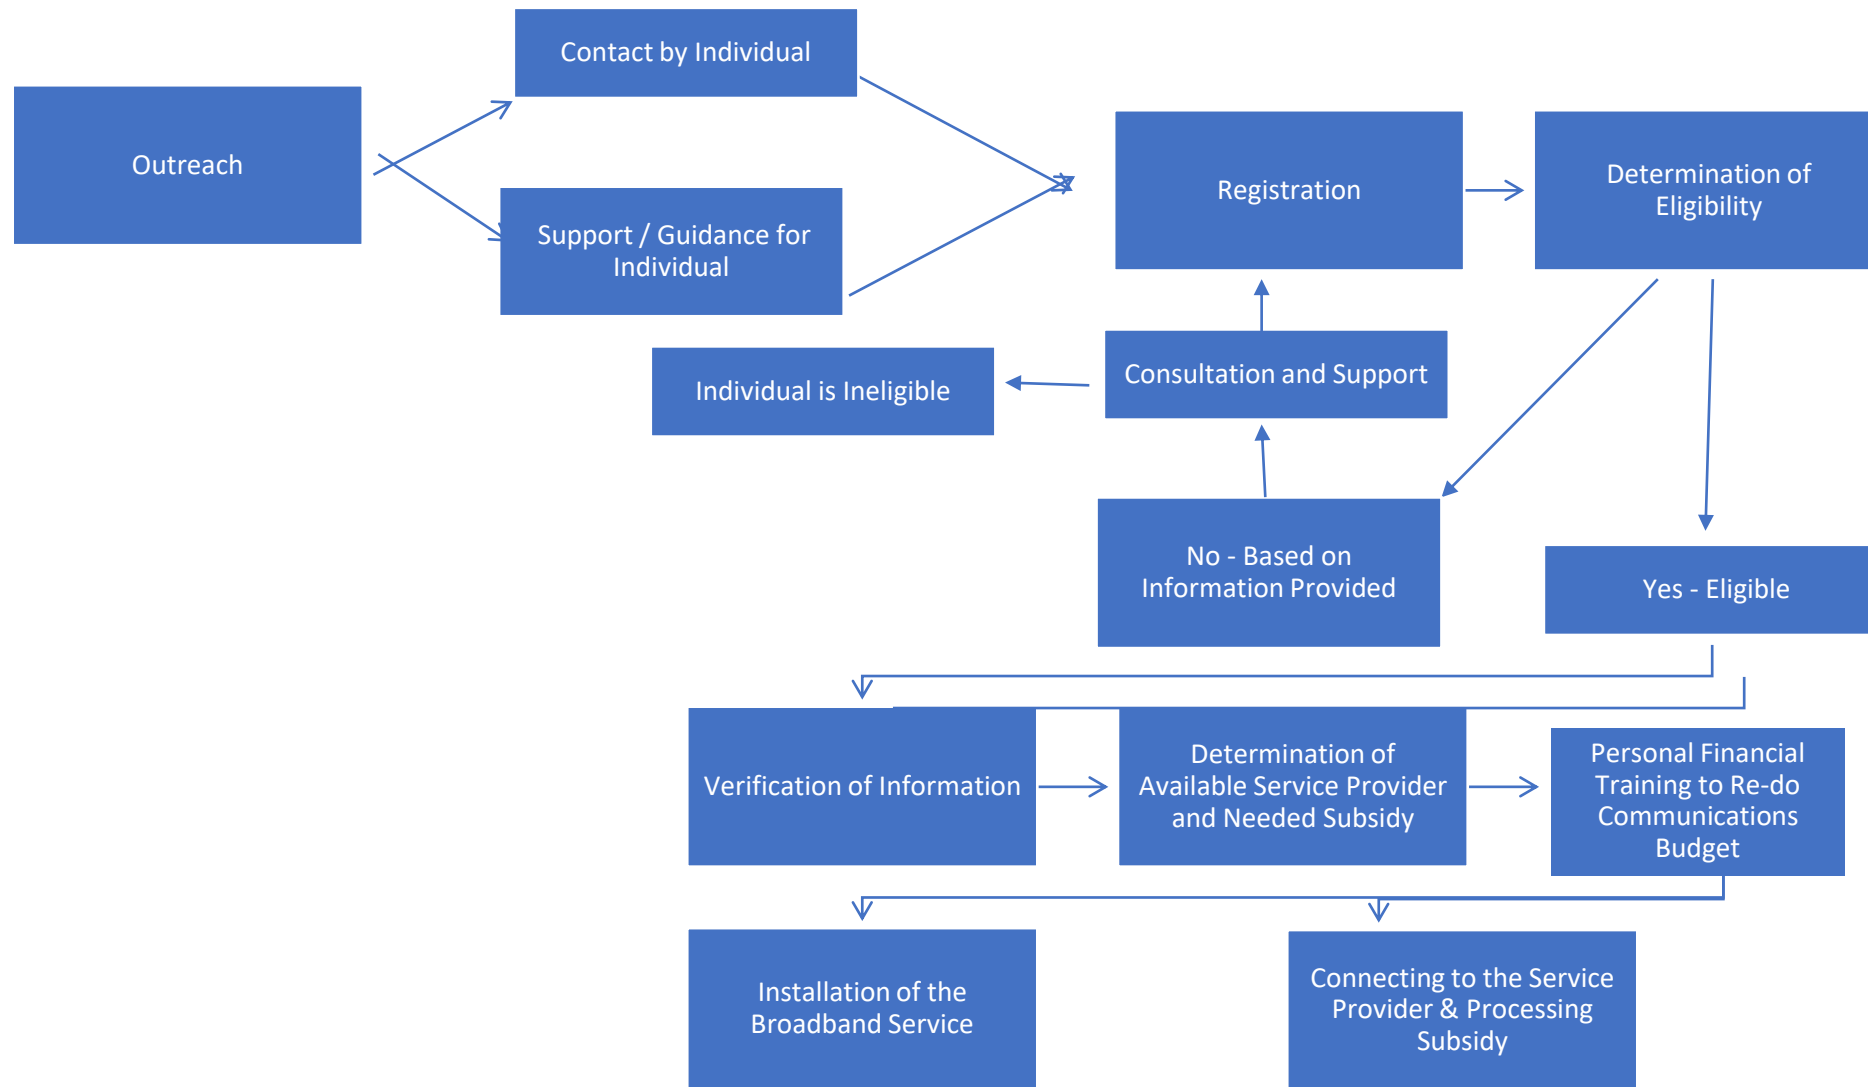 Contact by Individual
Outreach
Support / Guidance for
Individual
Registration
Determination of
Eligibility
Individual is Ineligible
Consultation and Support
No - Based on
Information Provided
Yes - Eligible
Verification of Information
Determination of
Available Service Provider
and Needed Subsidy
Personal Financial
Training to Re-do
Communications
Budget
Installation of the
Broadband Service
Connecting to the Service
Provider & Processing
Subsidy